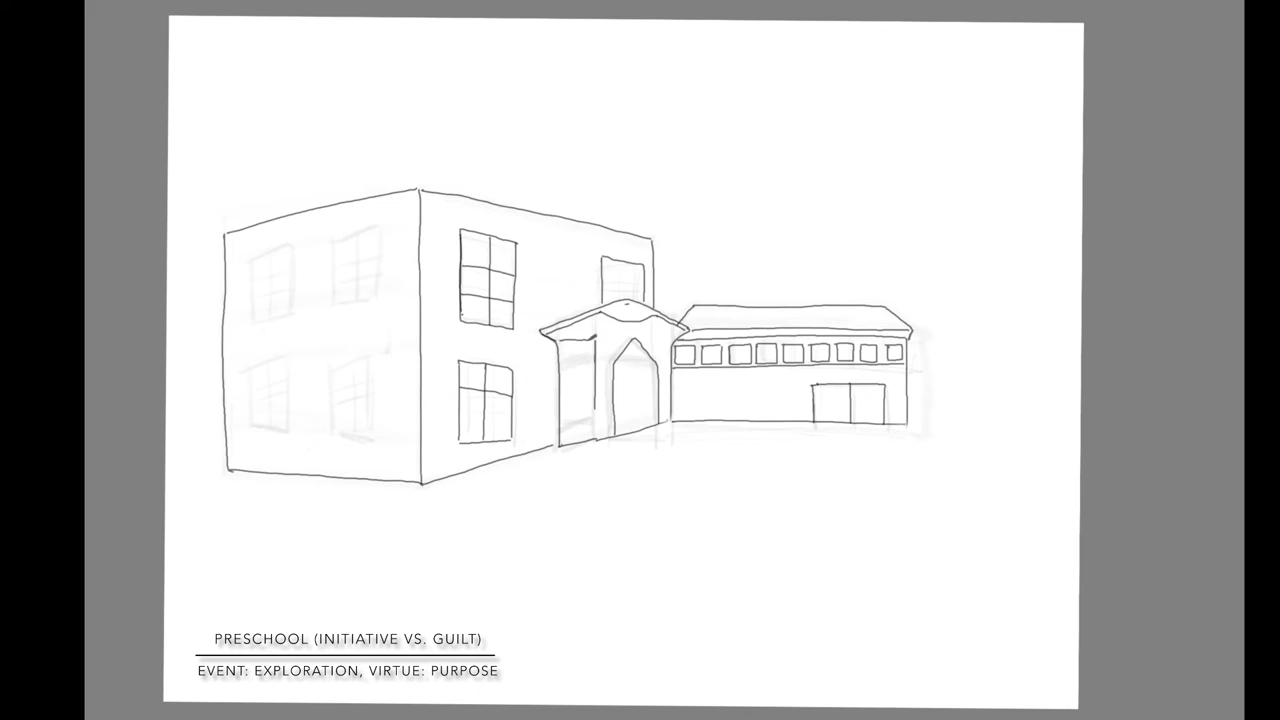 PRESCHOOL (INITIATIVE VS. GUILT)
EVENT: EXPLORATION, VIRTUE: PURPOSE